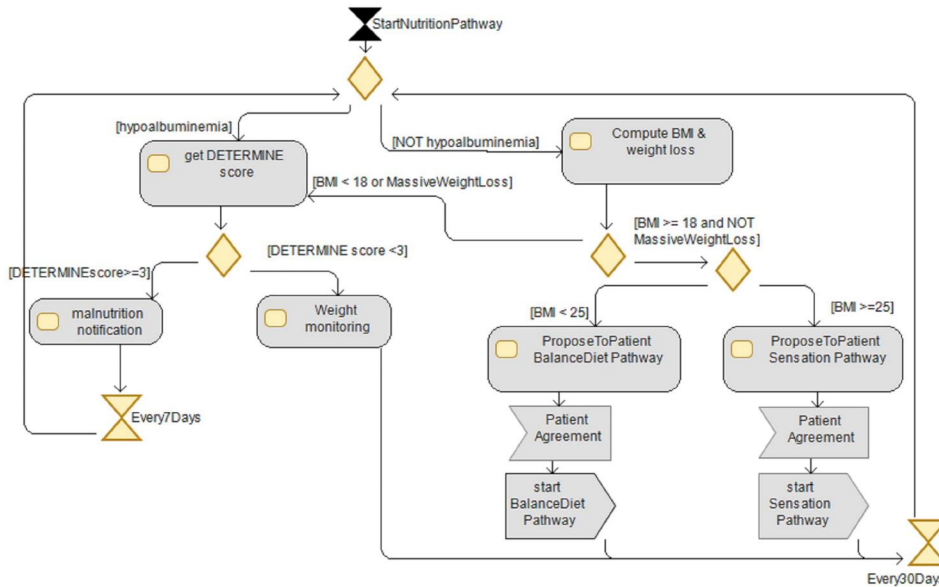 StartNutritionPathway
[hypoalbuminemia]
[NOT hypoalbuminemia]
Compute BMI &
weight loss
get DETERMINE
score
[BMI < 18 or MassiveWeightLoss]
[BMI >= 18 and NOT
MassiveWeightLoss]
[DETERMINE score <3]
[DETERMINEscore>=3]
malnutrition
notification
Weight
monitoring
[BMI < 25]
[BMI >=25]
ProposeToPatient
BalanceDiet Pathway
ProposeToPatient
Sensation Pathway
Every7Days
Patient
Agreement
Patient
Agreement
start
BalanceDiet
Pathway
start
Sensation
Pathway
Every30Days